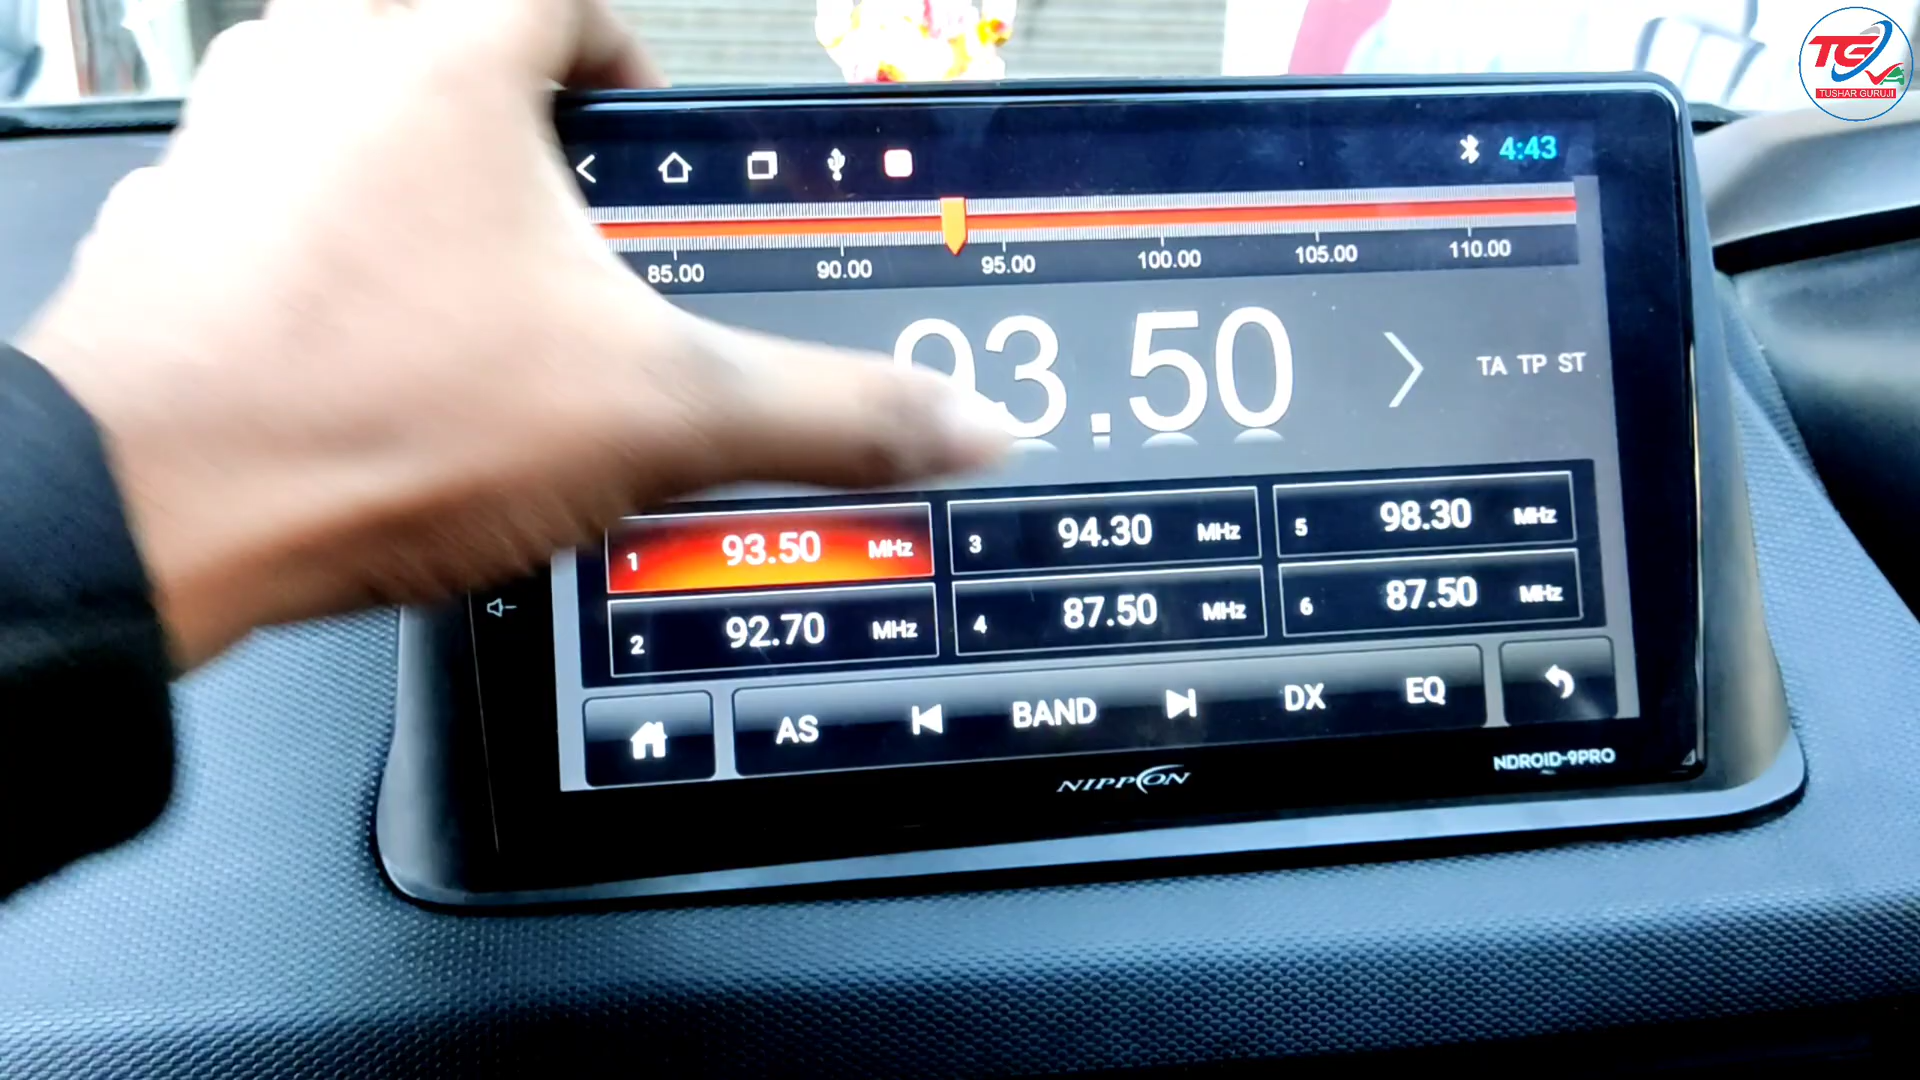 TG
TUSHAR GURUJI
4:43
85.00 90.00 95.00 100.00 105.00 110.00
93.50
TA TP ST
1 93.50 MHz
3 94.30 MHz
5 98.30 MHz
2 92.70 MHz
4 87.50 MHz
6 87.50 MHz
AS BAND DX EQ
NIPPON
NDROID-9PRO